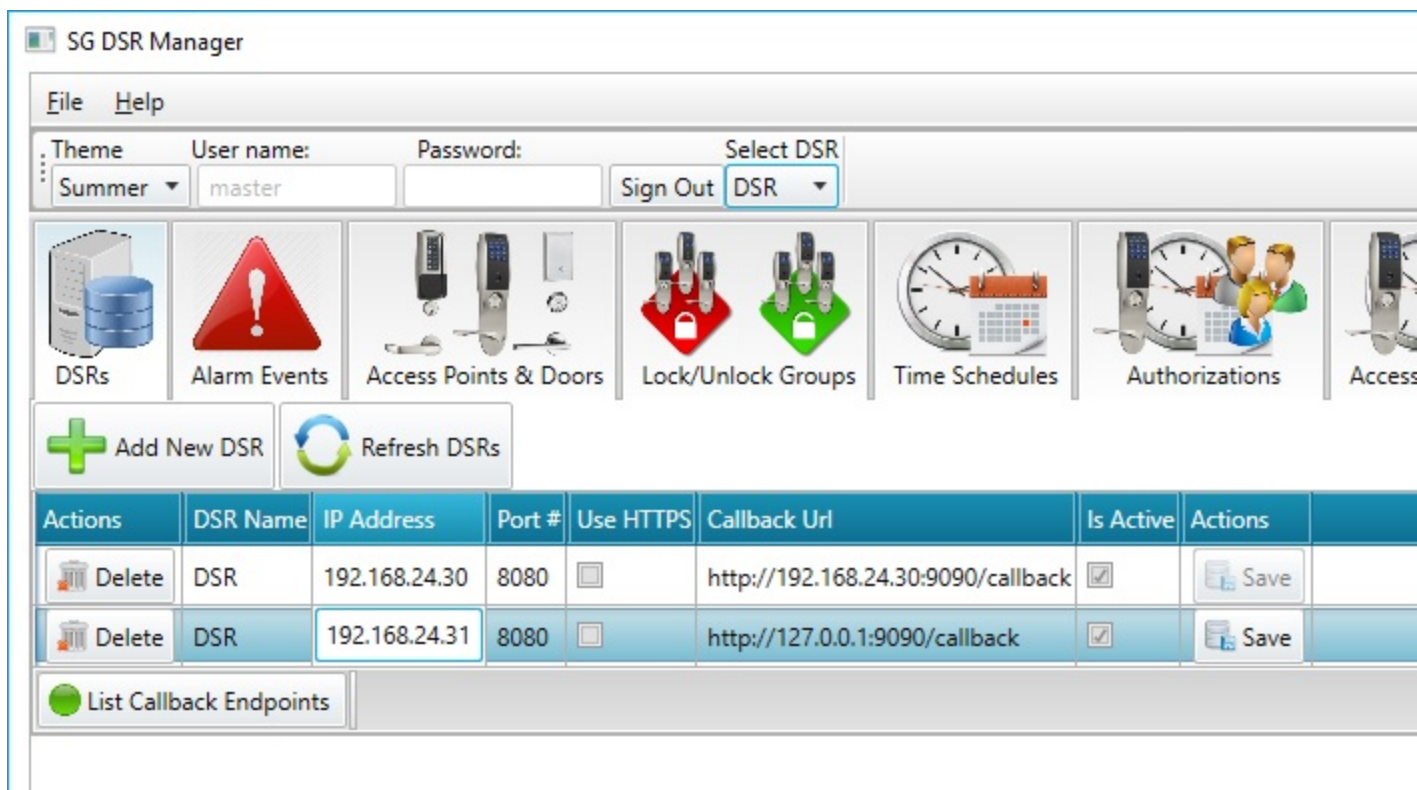 SG DSR Manager
File Help
Theme User name: Password: Select DSR
Summer master Sign Out DSR
DSRs Alarm Events Access Points & Doors Lock/Unlock Groups Time Schedules Authorizations Access
Add New DSR Refresh DSRs
Actions DSR Name IP Address Port # Use HTTPS Callback Url Is Active Actions
Delete DSR 192.168.24.30 8080 http://192.168.24.30:9090/callback Save
Delete DSR 192.168.24.31 8080 http://127.0.0.1:9090/callback Save
List Callback Endpoints